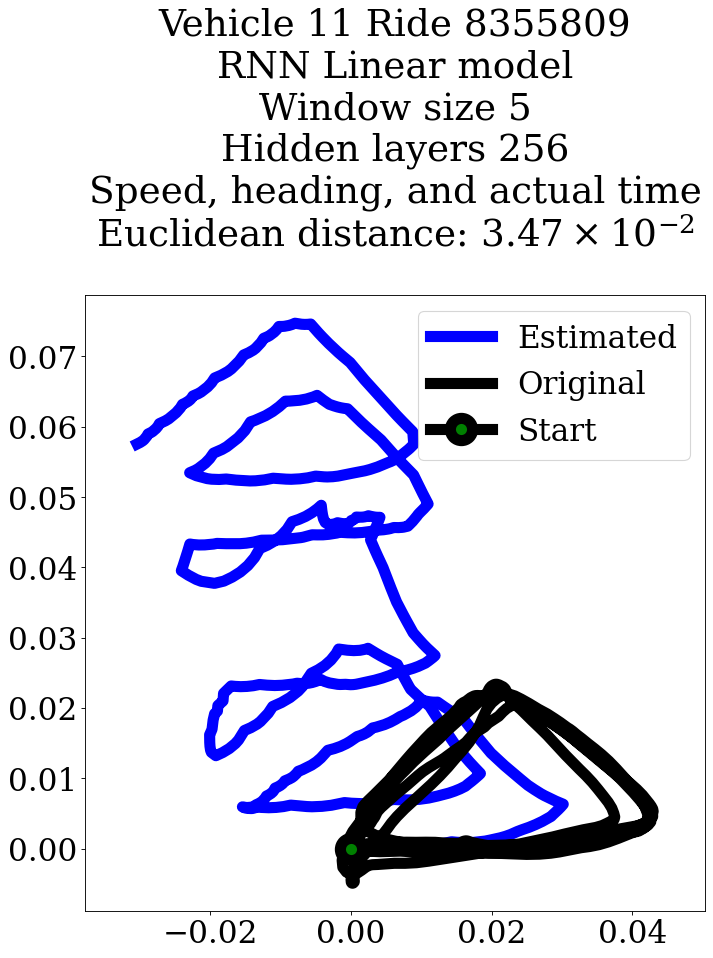 Vehicle 11 Ride 8355809
RNN Linear model
Window size 5
Hidden layers 256
Speed, heading, and actual time
Euclidean distance: 3.47 × 10⁻²
Estimated
Original
Start
0.07
0.06
0.05
0.04
0.03
0.02
0.01
0.00
−0.02 0.00 0.02 0.04